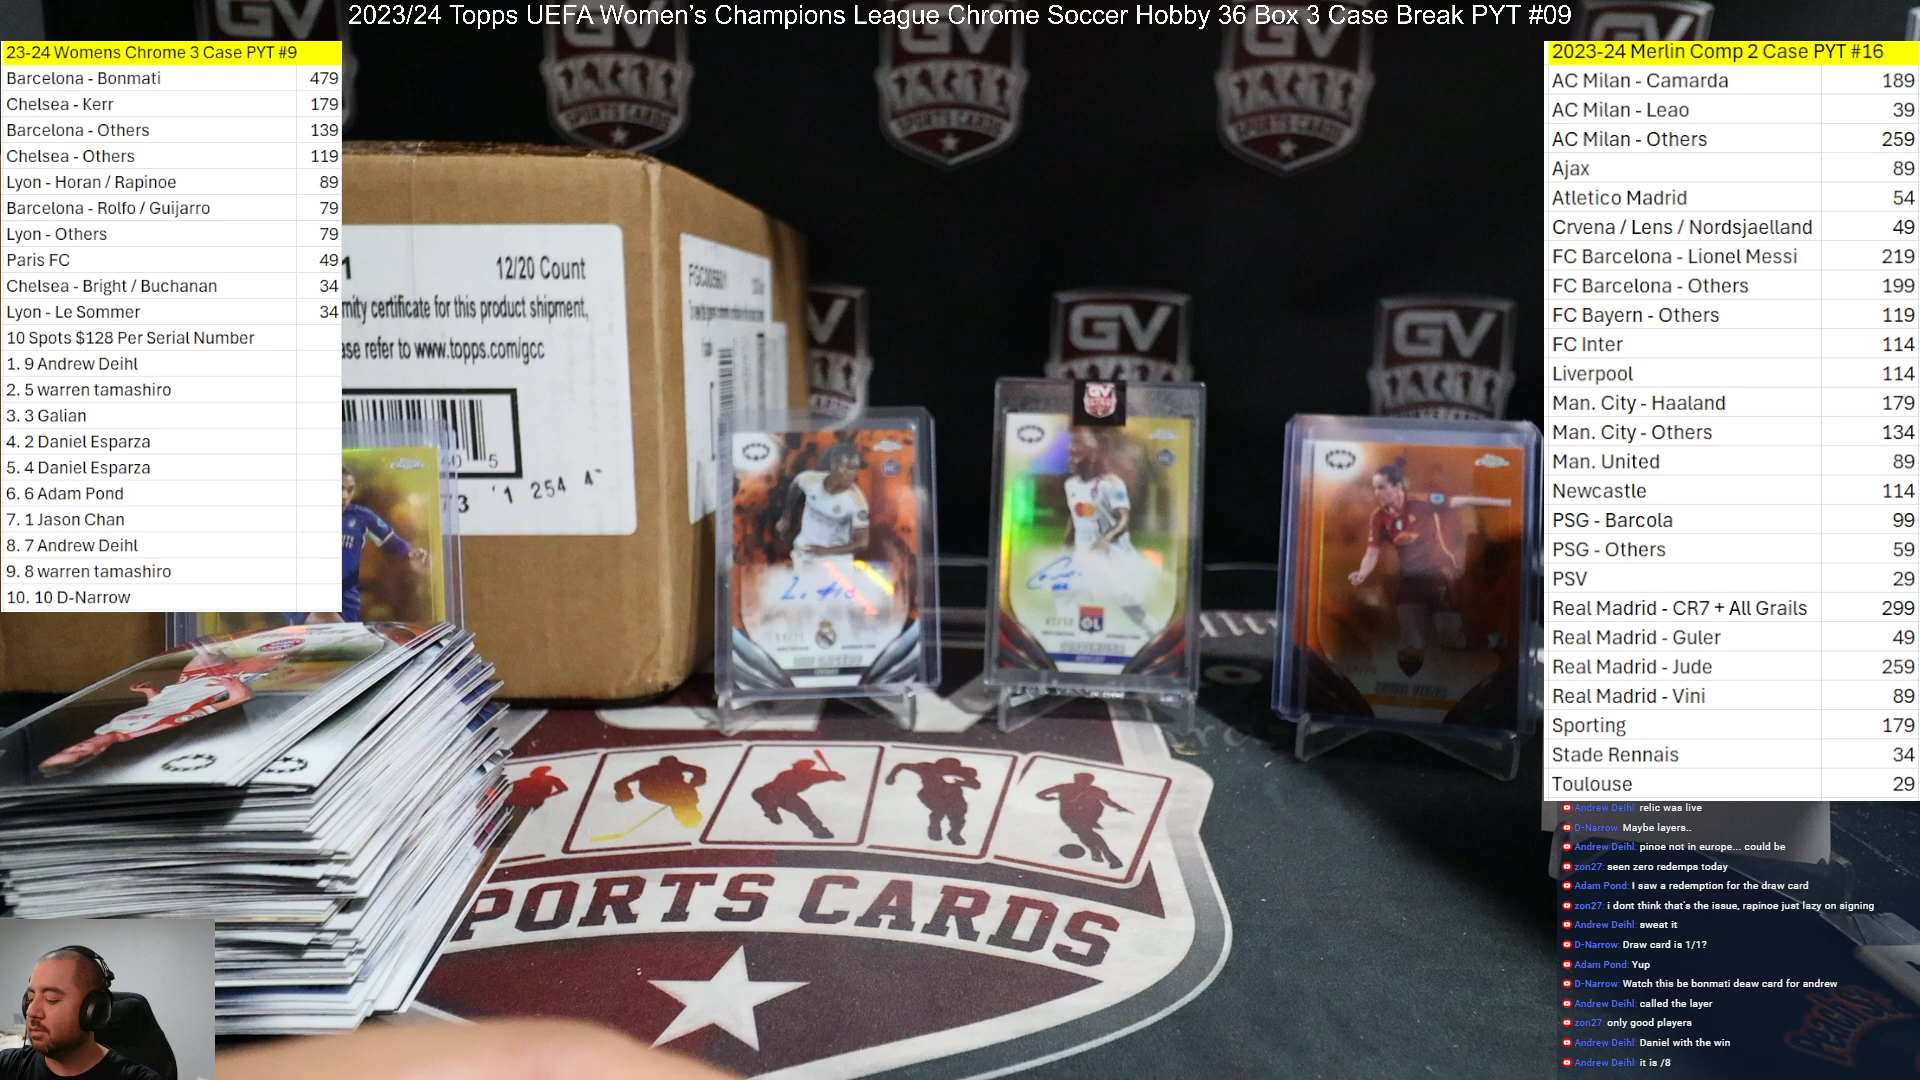 2023/24 Topps UEFA Women's Champions League Chrome Soccer Hobby 36 Box 3 Case Break PYT #09
23-24 Womens Chrome 3 Case PYT #9
Barcelona - Bonmati 479
Chelsea - Kerr 179
Barcelona - Others 139
Chelsea - Others 119
Lyon - Horan / Rapinoe 89
Barcelona - Rolfo / Guijarro 79
Lyon - Others 79
Paris FC 49
Chelsea - Bright / Buchanan 34
Lyon - Le Sommer 34
10 Spots $128 Per Serial Number
1. 9 Andrew Deihl
2. 5 warren tamashiro
3. 3 Galian
4. 2 Daniel Esparza
5. 4 Daniel Esparza
6. 6 Adam Pond
7. 1 Jason Chan
8. 7 Andrew Deihl
9. 8 warren tamashiro
10. 10 D-Narrow
2023-24 Merlin Comp 2 Case PYT #16
AC Milan - Camarda 189
AC Milan - Leao 39
AC Milan - Others 259
Ajax 89
Atletico Madrid 54
Crvena / Lens / Nordsjaelland 49
FC Barcelona - Lionel Messi 219
FC Barcelona - Others 199
FC Bayern - Others 119
FC Inter 114
Liverpool 114
Man. City - Haaland 179
Man. City - Others 134
Man. United 89
Newcastle 114
PSG - Barcola 99
PSG - Others 59
PSV 29
Real Madrid - CR7 + All Grails 299
Real Madrid - Guler 49
Real Madrid - Jude 259
Real Madrid - Vini 89
Sporting 179
Stade Rennais 34
Toulouse 29
Andrew Deihl: relic was live
D-Narrow: Maybe layers..
Andrew Deihl: pinoe not in europe... could be
zon27: seen zero redemps today
Adam Pond: I saw a redemption for the draw card
zon27: i dont think that's the issue, rapinoe just lazy on signing
Andrew Deihl: sweat it
D-Narrow: Draw card is 1/1?
Adam Pond: Yup
D-Narrow: Watch this be bonmati deaw card for andrew
Andrew Deihl: called the layer
zon27: only good players
Andrew Deihl: Daniel with the win
Andrew Deihl: it is /8
12/20 Count
mity certificate for this product shipment,
ase refer to www.topps.com/gcc
GV
SPORTS CARDS
GV
SPORTS CARDS
GV
SPORTS CARDS
GV
GV
GV
OL
PORTS CARDS